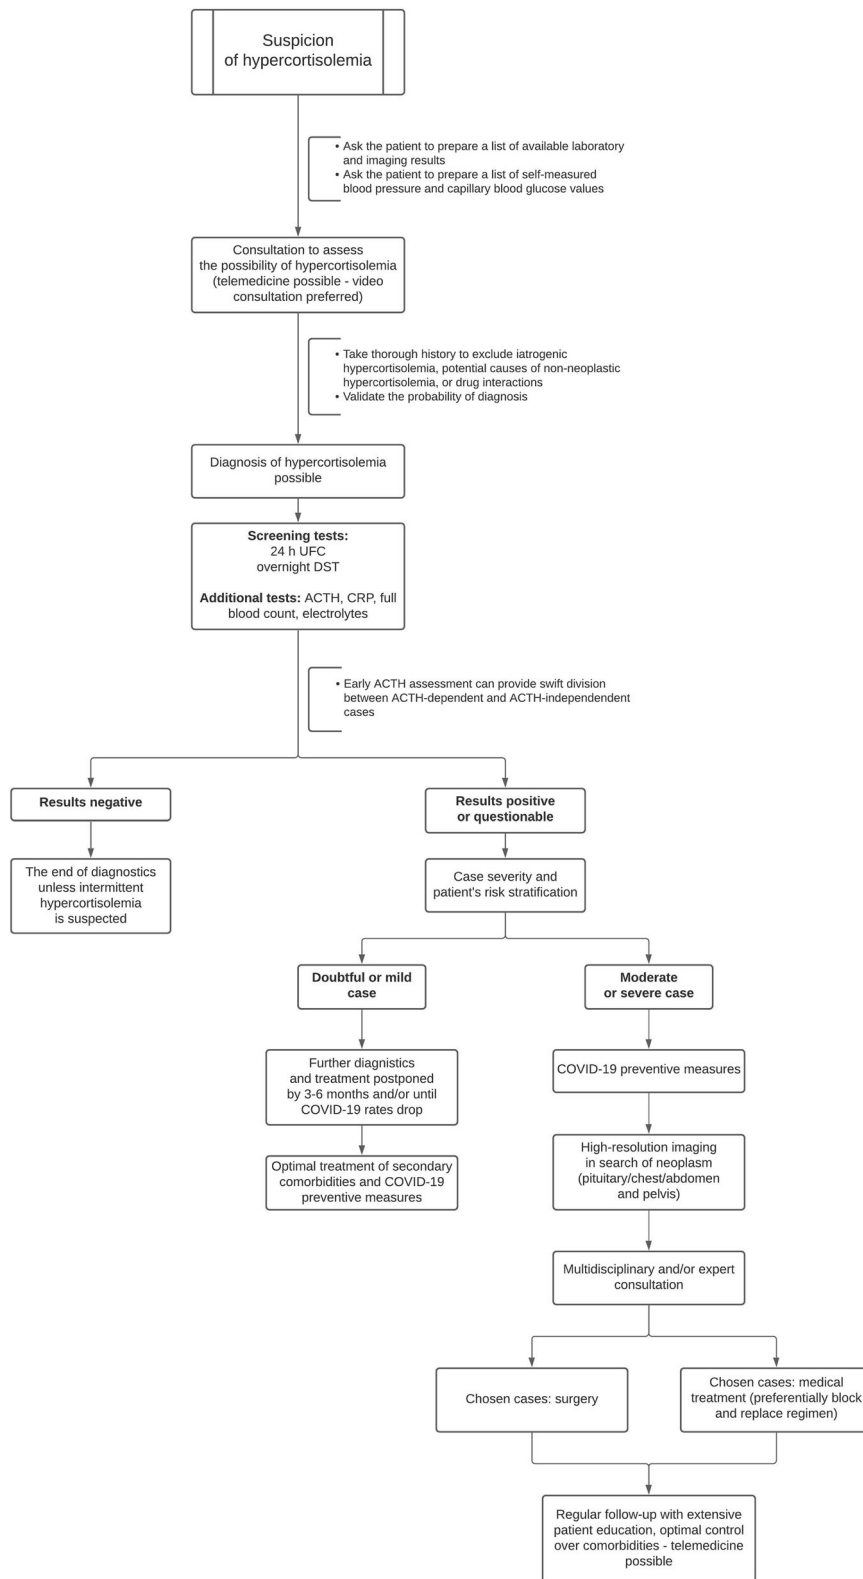 Suspicion
of hypercortisolemia
• Ask the patient to prepare a list of available laboratory
and imaging results
• Ask the patient to prepare a list of self-measured
blood pressure and capillary blood glucose values
Consultation to assess
the possibility of hypercortisolemia
(telemedicine possible - video
consultation preferred)
• Take thorough history to exclude iatrogenic
hypercortisolemia, potential causes of non-neoplastic
hypercortisolemia, or drug interactions
• Validate the probability of diagnosis
Diagnosis of hypercortisolemia
possible
Screening tests:
24 h UFC
overnight DST
Additional tests: ACTH, CRP, full
blood count, electrolytes
• Early ACTH assessment can provide swift division
between ACTH-dependent and ACTH-independendent
cases
Results negative
The end of diagnostics
unless intermittent
hypercortisolemia
is suspected
Results positive
or questionable
Case severity and
patient's risk stratification
Doubtful or mild
case
Further diagnistics
and treatment postponed
by 3-6 months and/or until
COVID-19 rates drop
Optimal treatment of secondary
comorbidities and COVID-19
preventive measures
Moderate
or severe case
COVID-19 preventive measures
High-resolution imaging
in search of neoplasm
(pituitary/chest/abdomen
and pelvis)
Multidisciplinary and/or expert
consultation
Chosen cases: surgery
Chosen cases: medical
treatment (preferentially block
and replace regimen)
Regular follow-up with extensive
patient education, optimal control
over comorbidities - telemedicine
possible